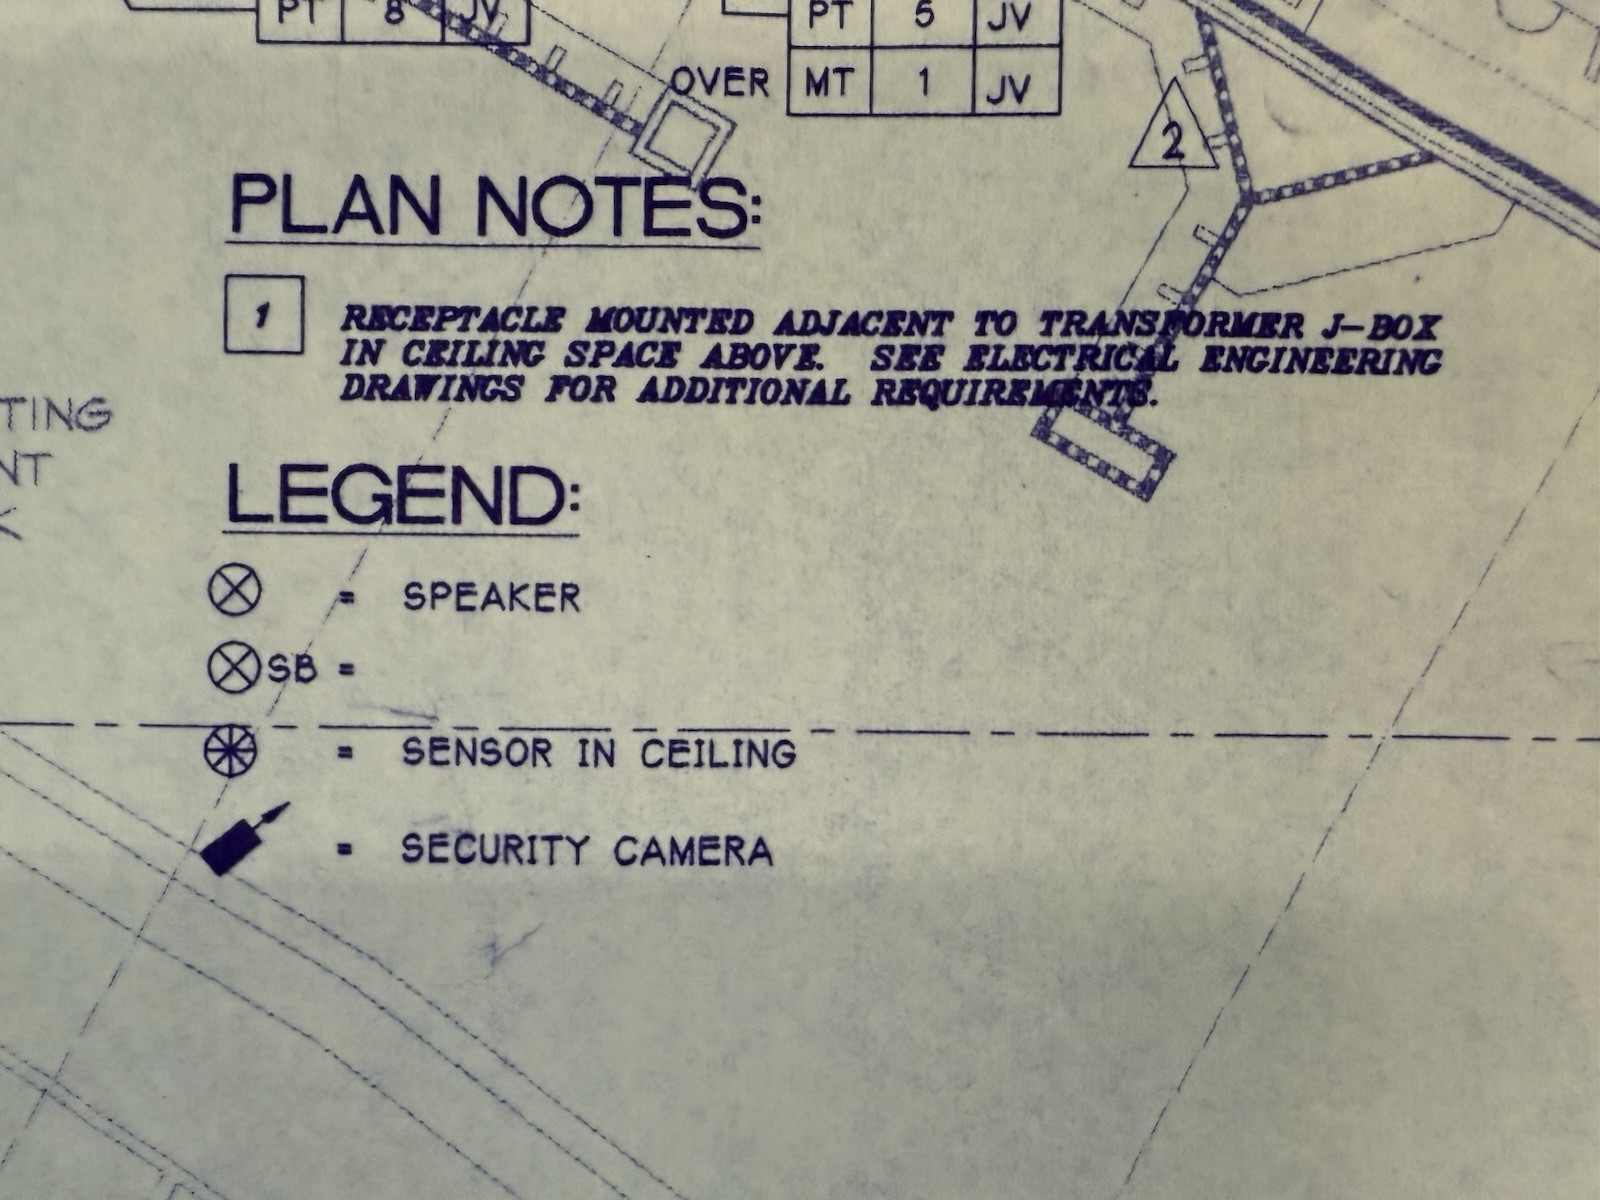 PT 8 JV
PT 5 JV
OVER MT 1 JV
2
PLAN NOTES:
1 RECEPTACLE MOUNTED ADJACENT TO TRANSFORMER J-BOX
IN CEILING SPACE ABOVE. SEE ELECTRICAL ENGINEERING
DRAWINGS FOR ADDITIONAL REQUIREMENTS.
TING
NT
LEGEND:
= SPEAKER
SB =
= SENSOR IN CEILING
= SECURITY CAMERA